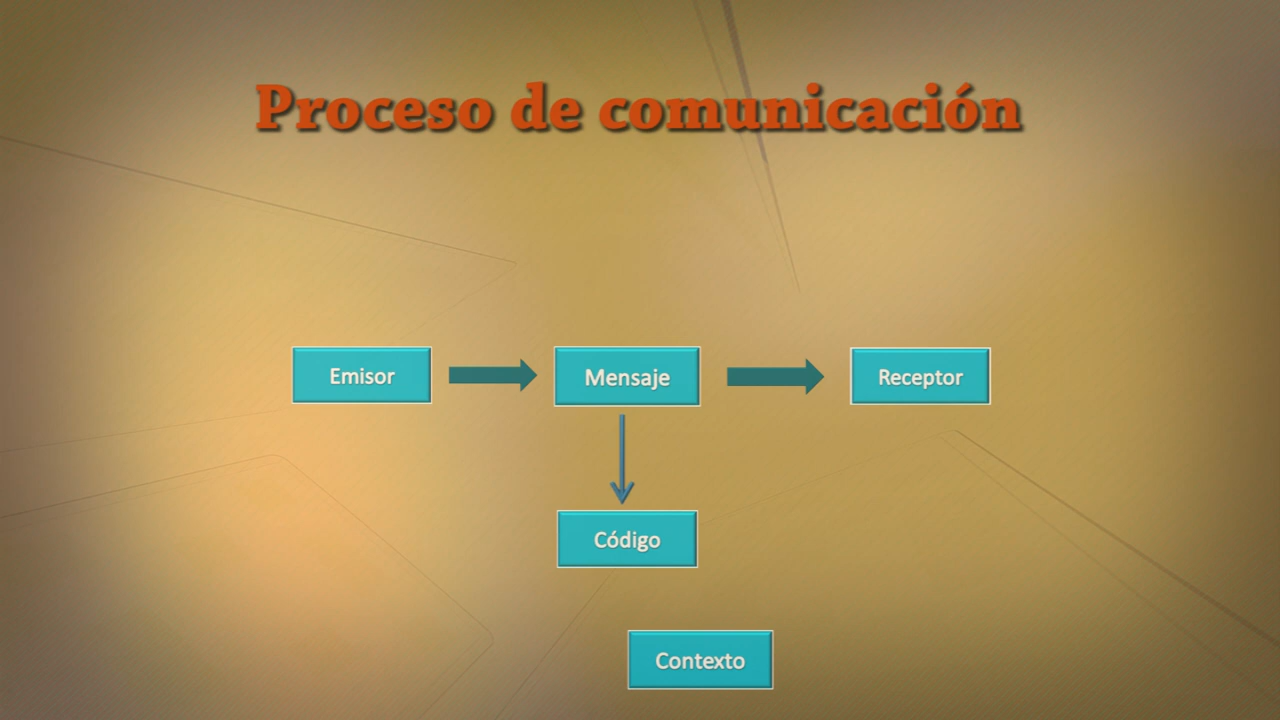 Proceso de comunicación
Emisor
Mensaje
Receptor
Código
Contexto